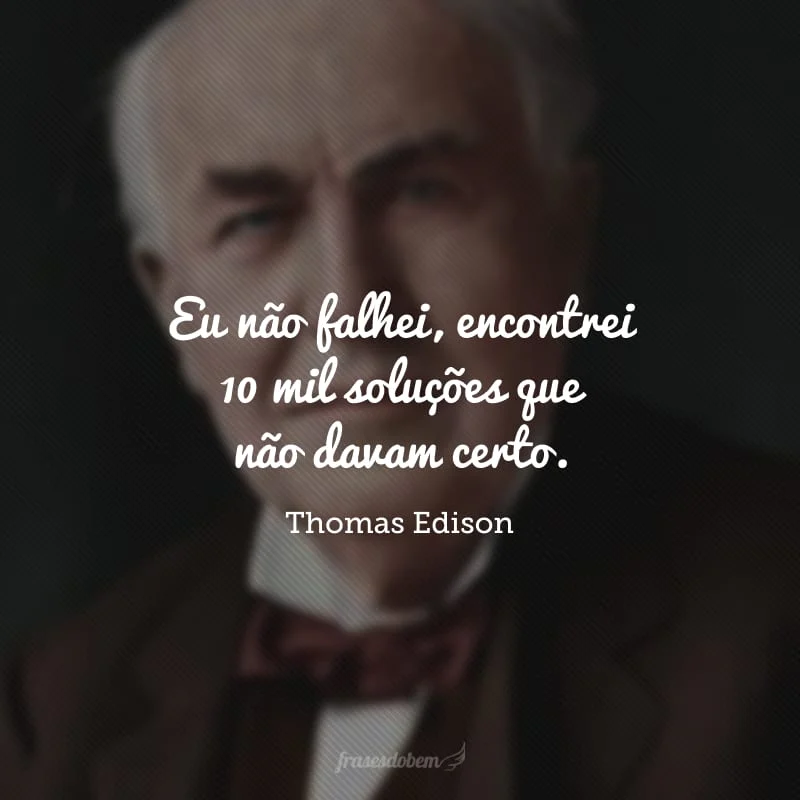 Eu não falhei, encontrei
10 mil soluções que
não davam certo.
Thomas Edison
frasesdobem